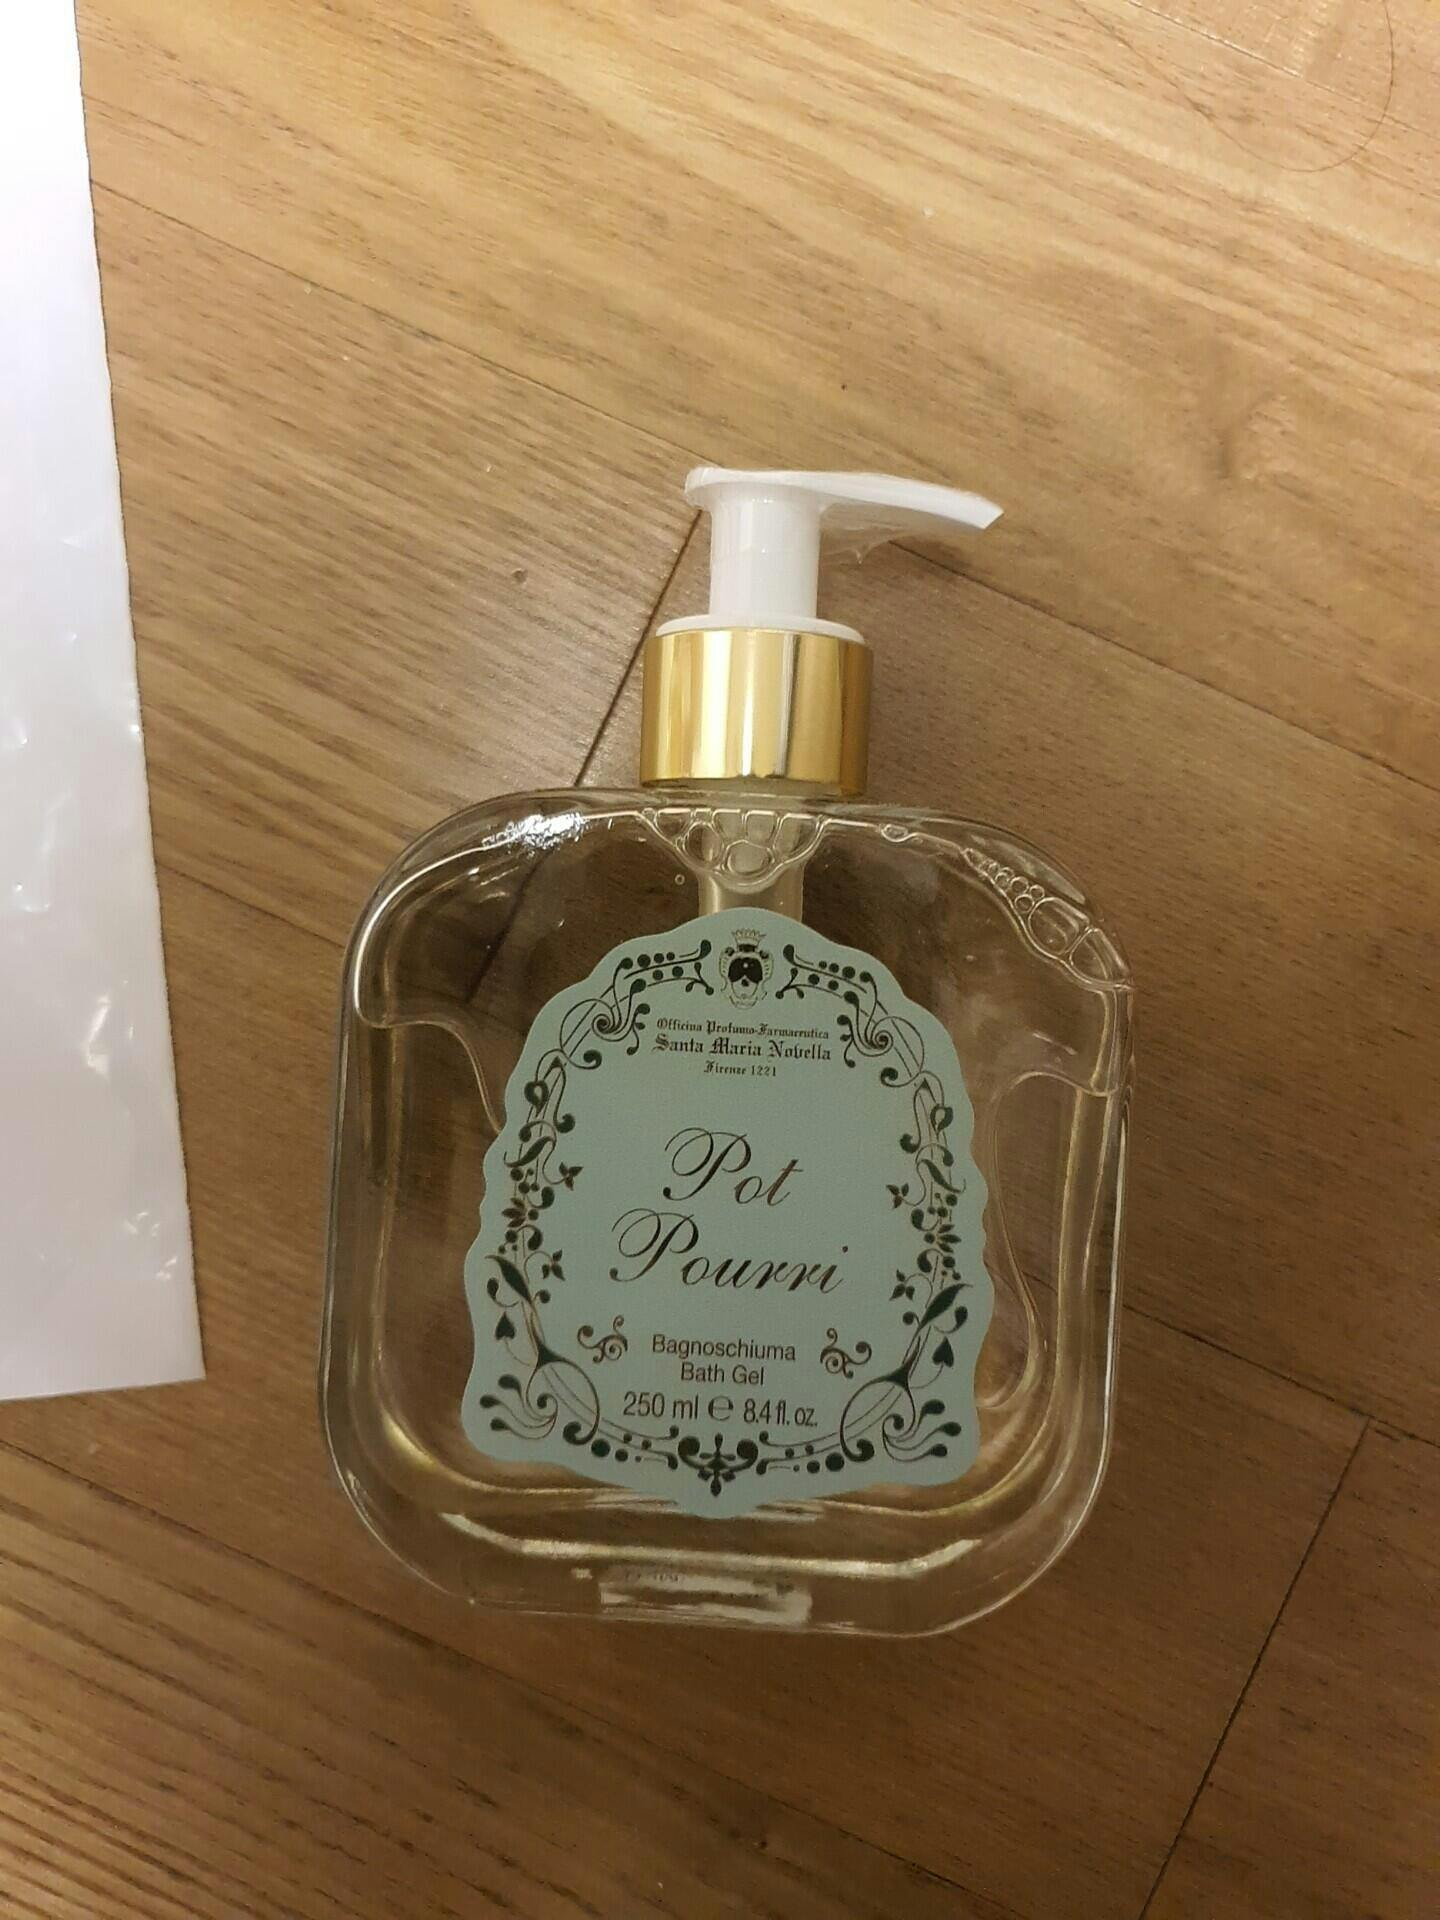 Officina Profumo-Farmaceutica
Santa Maria Novella
Firenze 1221
Pot
Pourri
Bagnoschiuma
Bath Gel
250 ml ℮ 8.4 fl. oz.